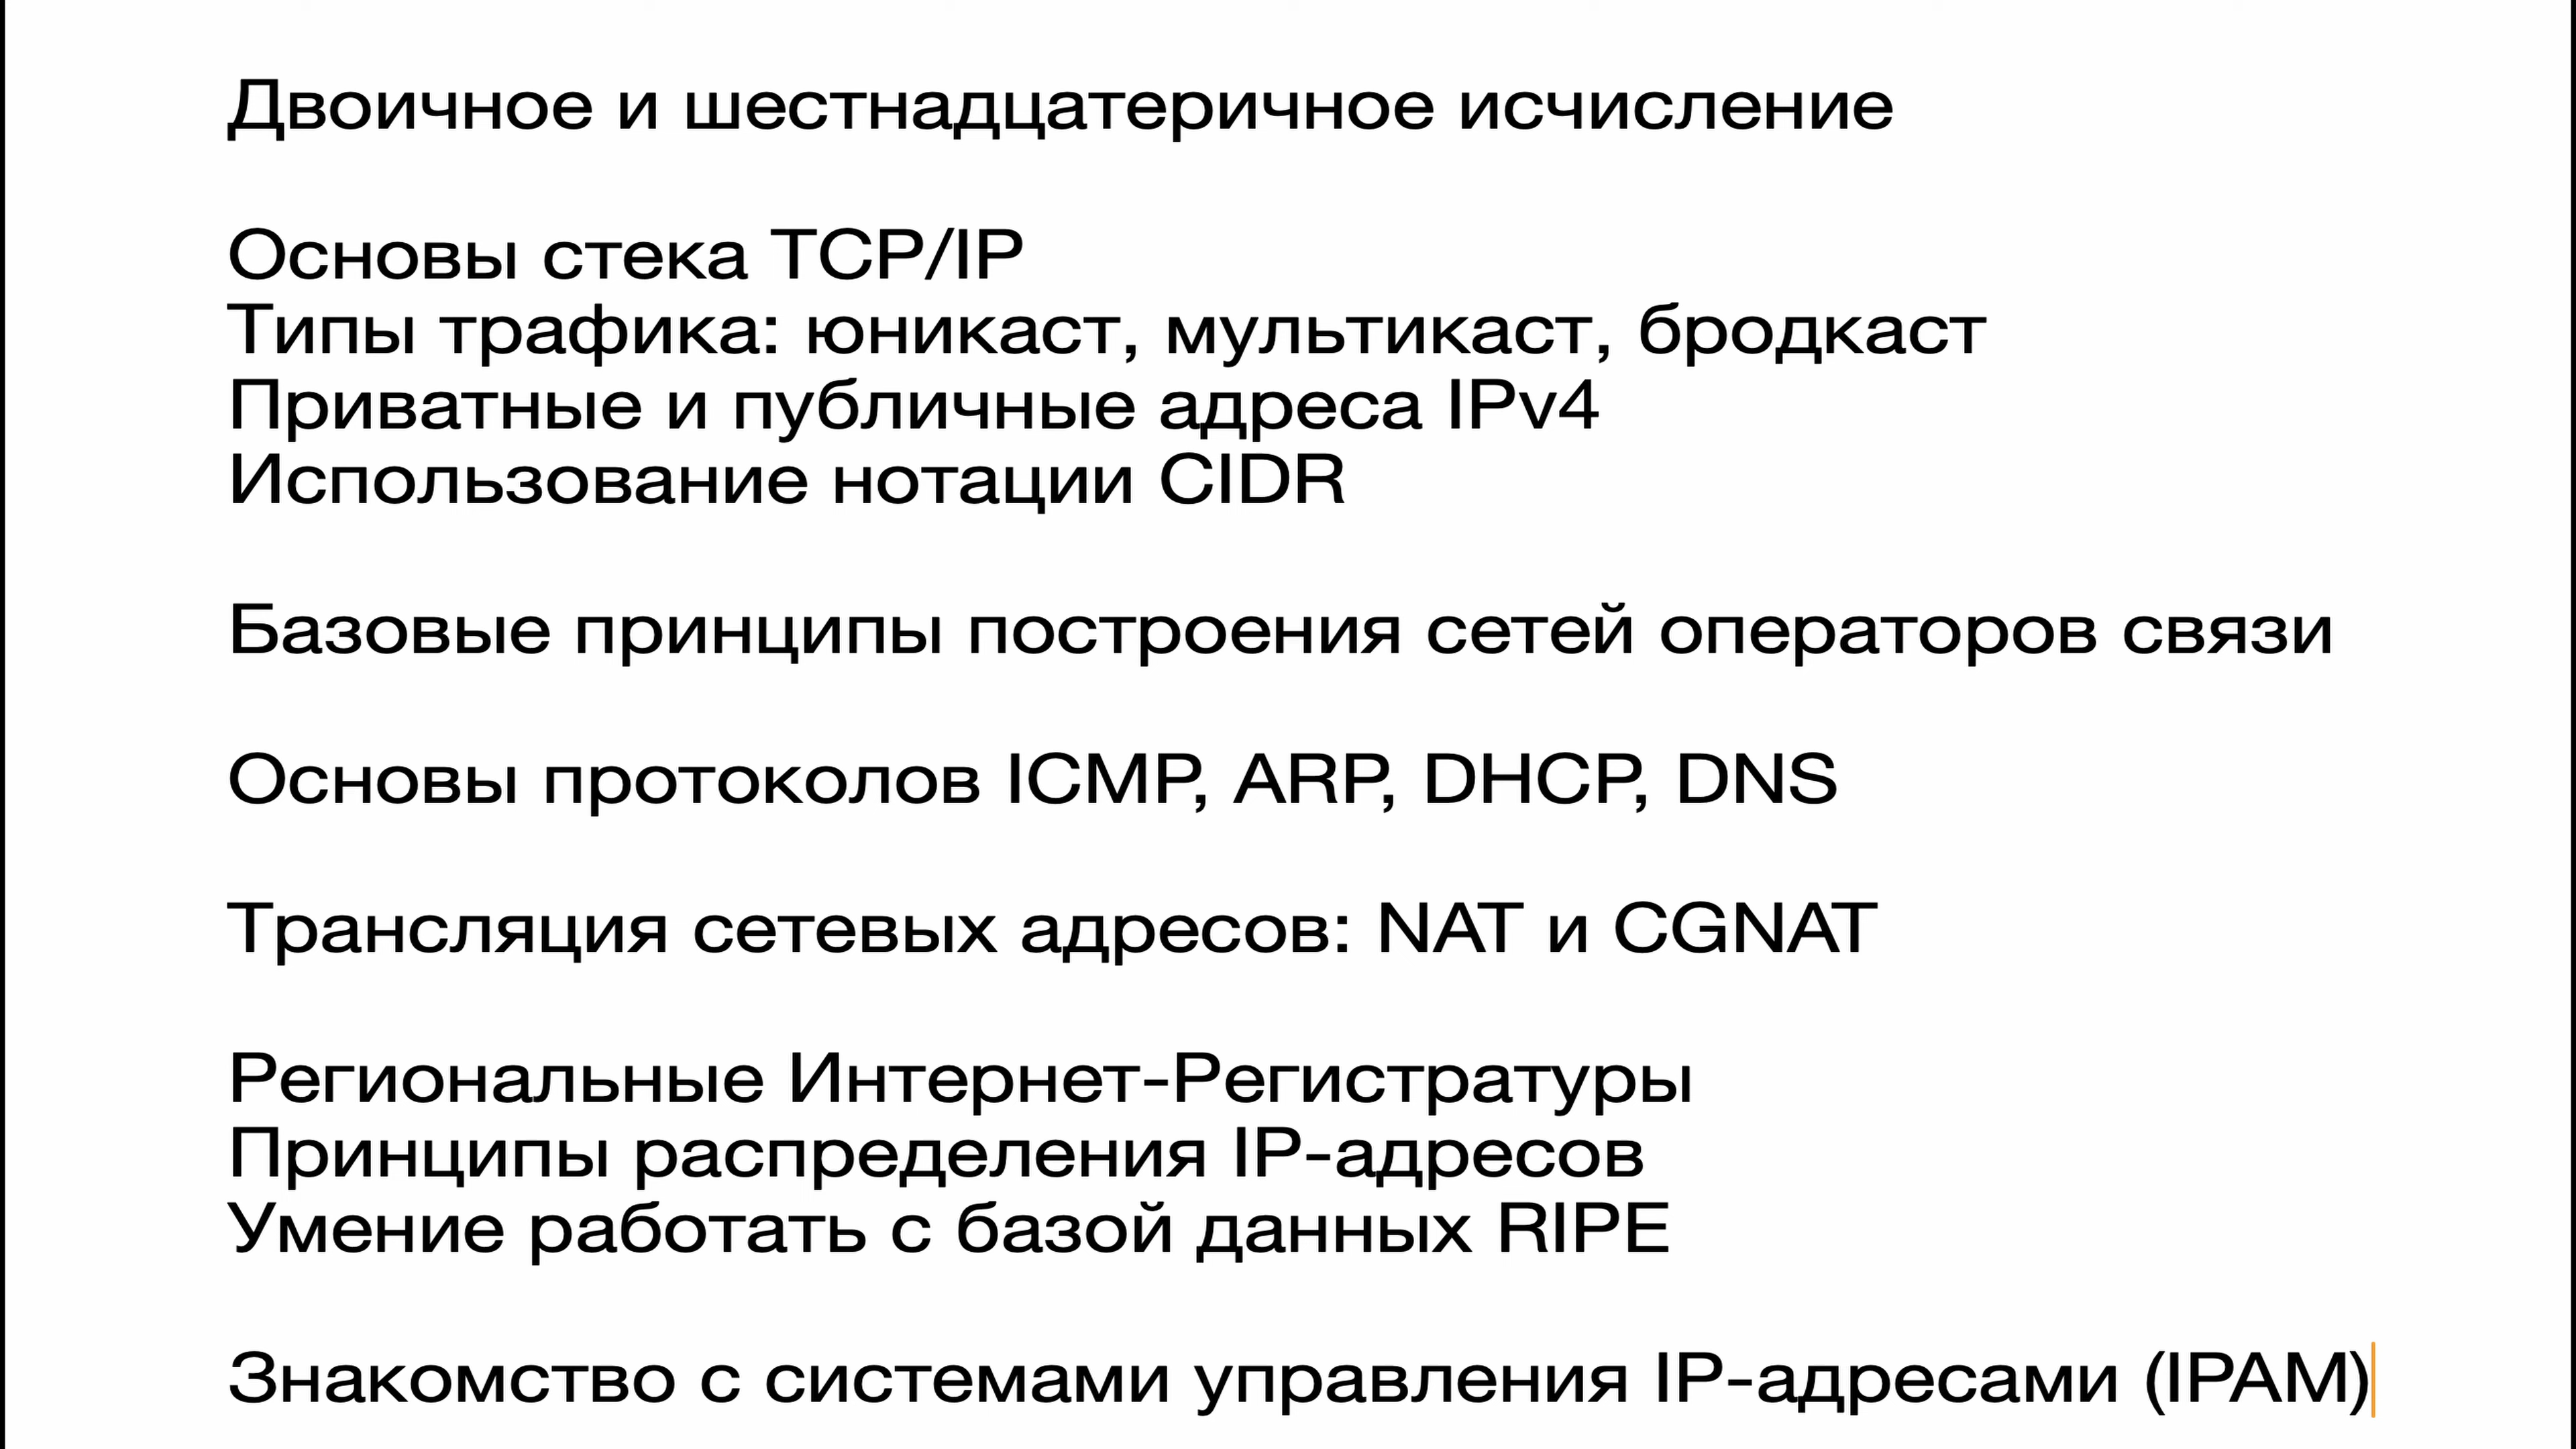 Двоичное и шестнадцатеричное исчисление
Основы стека TCP/IP
Типы трафика: юникаст, мультикаст, бродкаст
Приватные и публичные адреса IPv4
Использование нотации CIDR
Базовые принципы построения сетей операторов связи
Основы протоколов ICMP, ARP, DHCP, DNS
Трансляция сетевых адресов: NAT и CGNAT
Региональные Интернет-Регистратуры
Принципы распределения IP-адресов
Умение работать с базой данных RIPE
Знакомство с системами управления IP-адресами (IPAM)